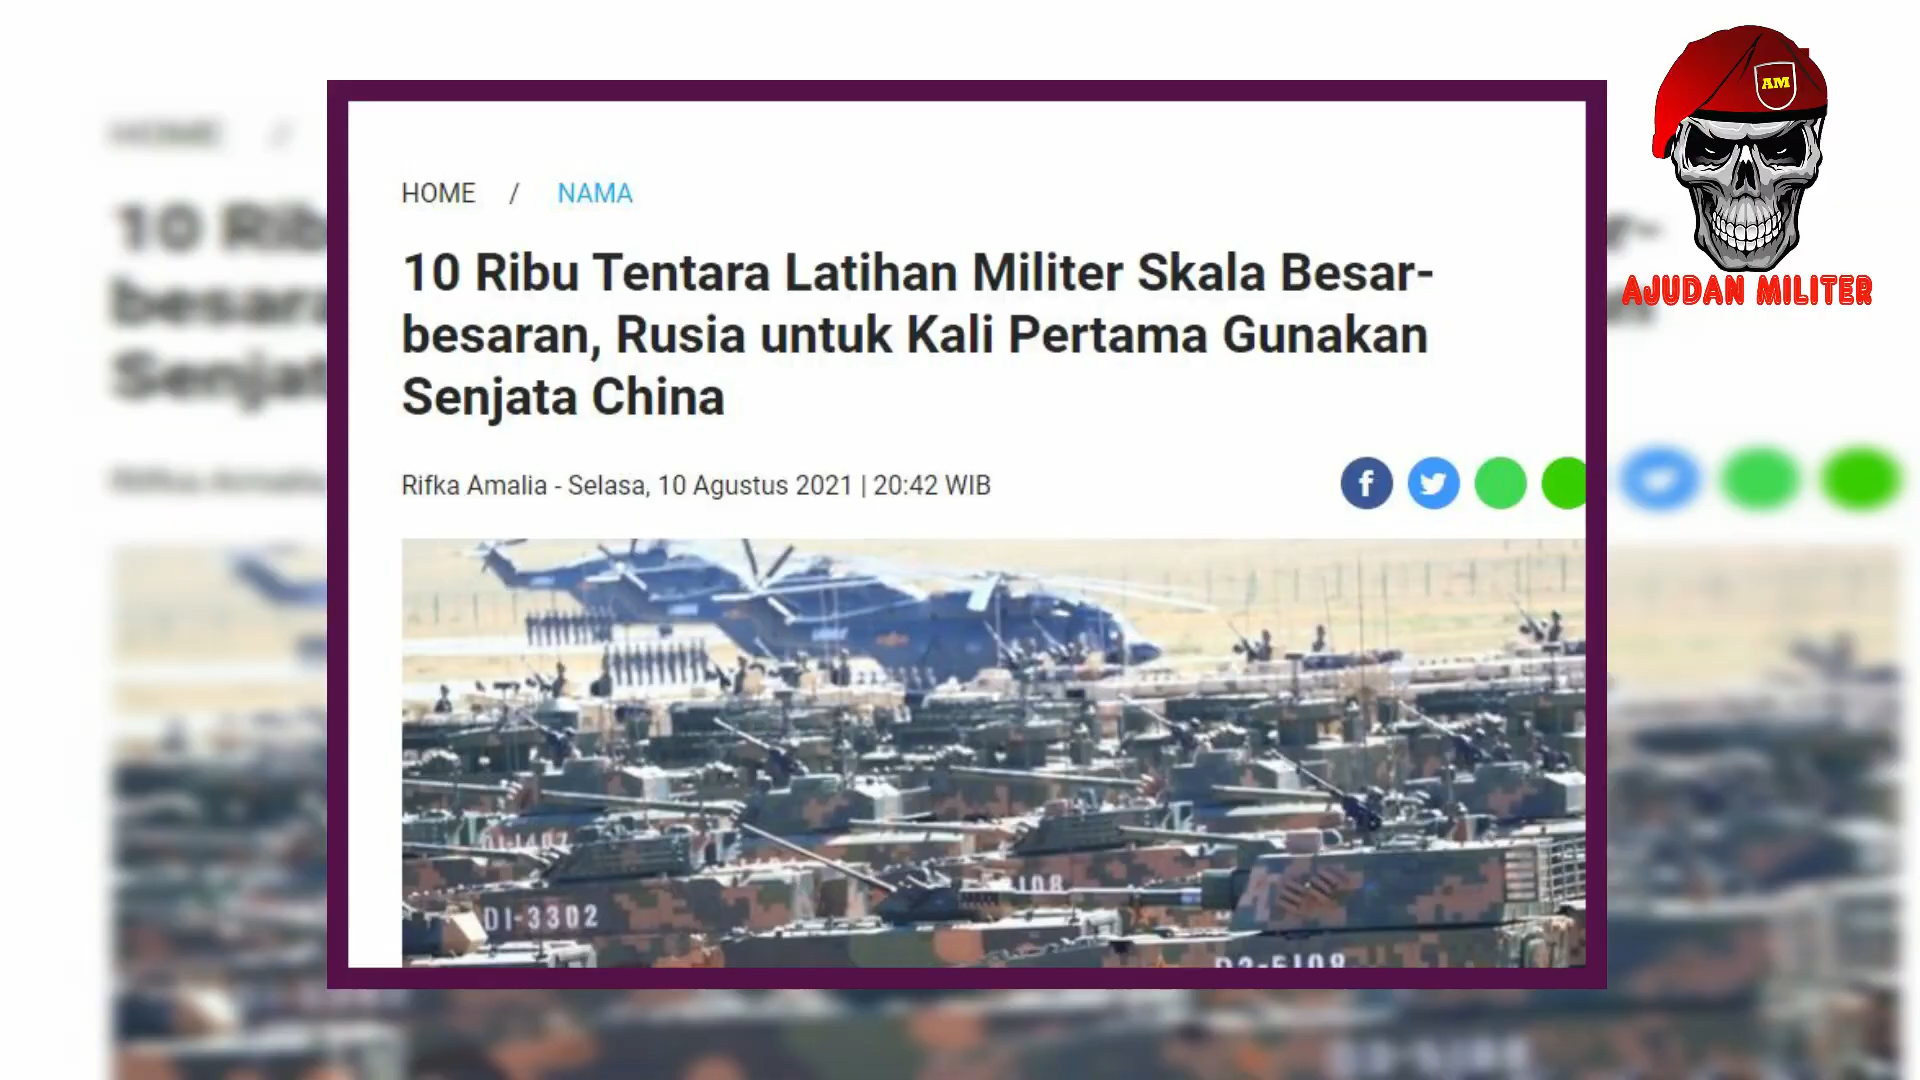 HOME / NAMA
10 Ribu Tentara Latihan Militer Skala Besar-
besaran, Rusia untuk Kali Pertama Gunakan
Senjata China
Rifka Amalia - Selasa, 10 Agustus 2021 | 20:42 WIB
f
AM
AJUDAN MILITER
DI-3302